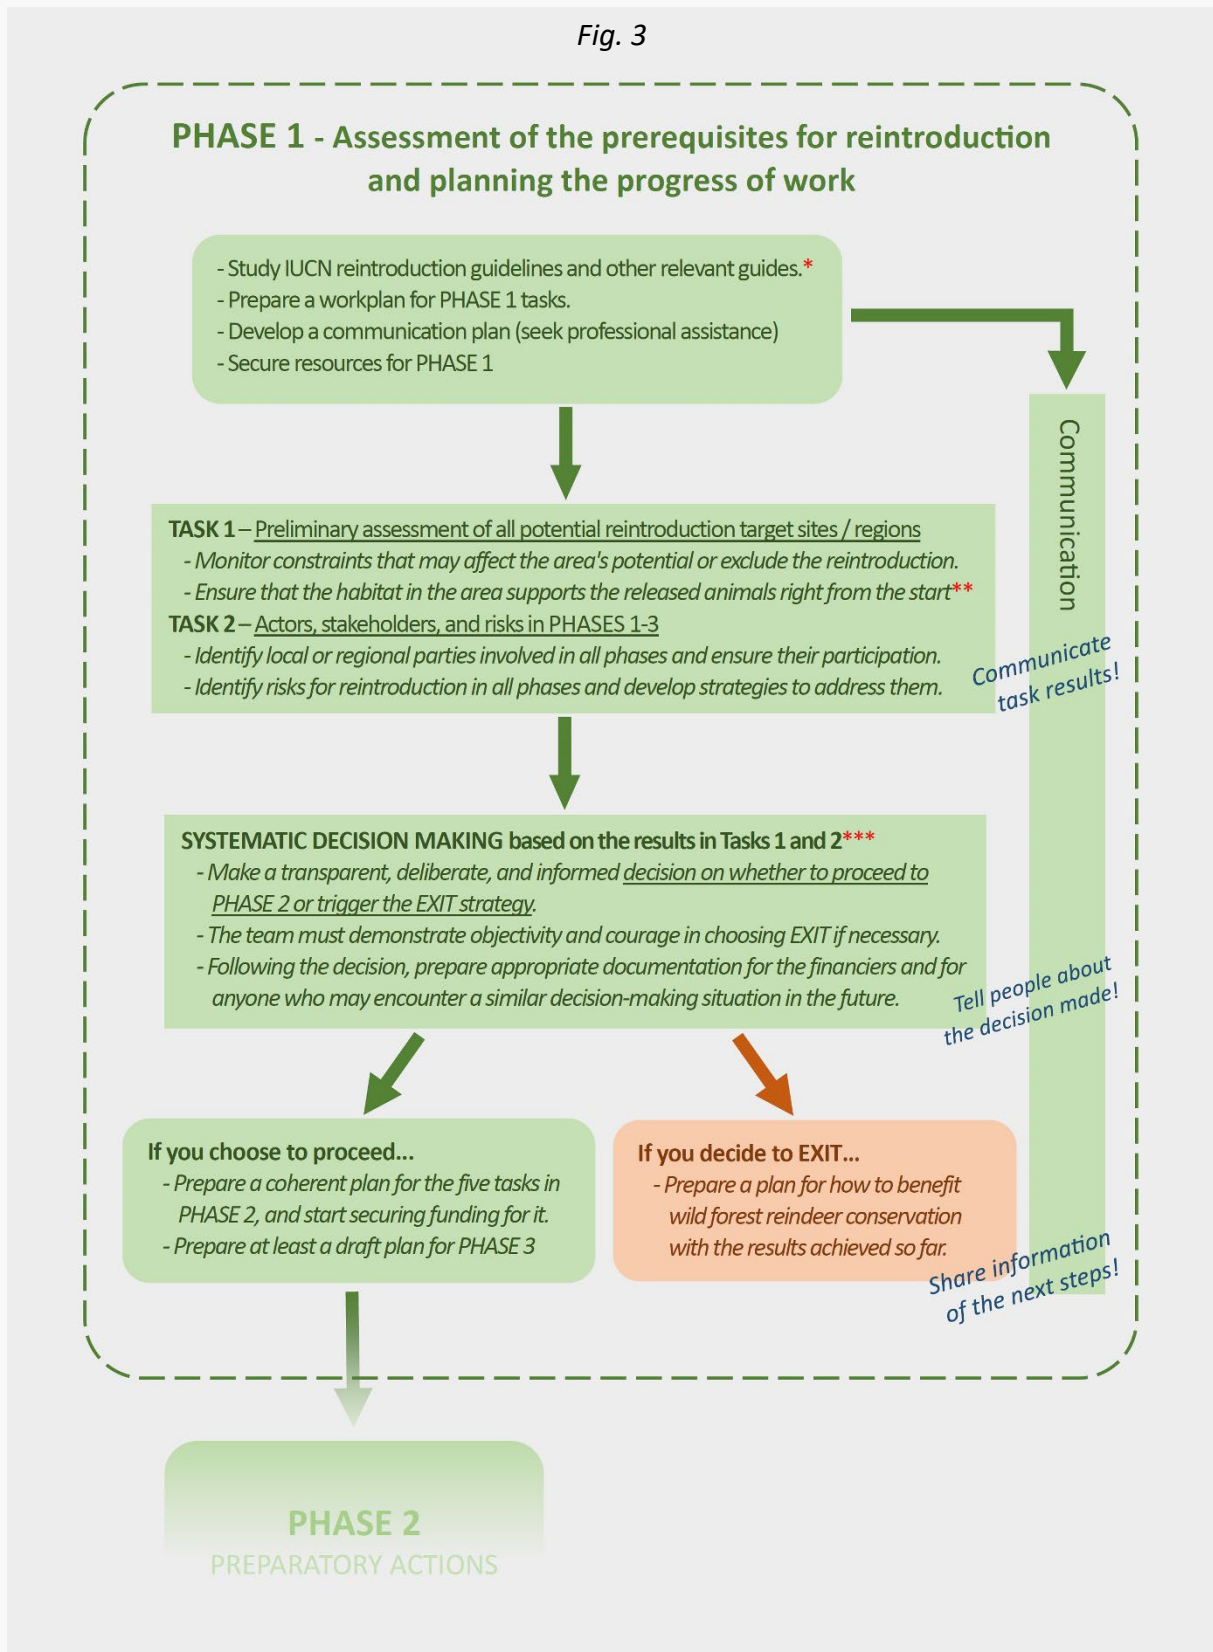 Fig. 3
PHASE 1 - Assessment of the prerequisites for reintroduction
and planning the progress of work
- Study IUCN reintroduction guidelines and other relevant guides.*
- Prepare a workplan for PHASE 1 tasks.
- Develop a communication plan (seek professional assistance)
- Secure resources for PHASE 1
Communication
TASK 1 – Preliminary assessment of all potential reintroduction target sites / regions
- Monitor constraints that may affect the area's potential or exclude the reintroduction.
- Ensure that the habitat in the area supports the released animals right from the start**
TASK 2 – Actors, stakeholders, and risks in PHASES 1-3
- Identify local or regional parties involved in all phases and ensure their participation.
- Identify risks for reintroduction in all phases and develop strategies to address them.
Communicate
task results!
SYSTEMATIC DECISION MAKING based on the results in Tasks 1 and 2***
- Make a transparent, deliberate, and informed decision on whether to proceed to
PHASE 2 or trigger the EXIT strategy.
- The team must demonstrate objectivity and courage in choosing EXIT if necessary.
- Following the decision, prepare appropriate documentation for the financiers and for
anyone who may encounter a similar decision-making situation in the future.
Tell people about
the decision made!
If you choose to proceed...
- Prepare a coherent plan for the five tasks in
PHASE 2, and start securing funding for it.
- Prepare at least a draft plan for PHASE 3
If you decide to EXIT...
- Prepare a plan for how to benefit
wild forest reindeer conservation
with the results achieved so far.
Share information
of the next steps!
PHASE 2
PREPARATORY ACTIONS